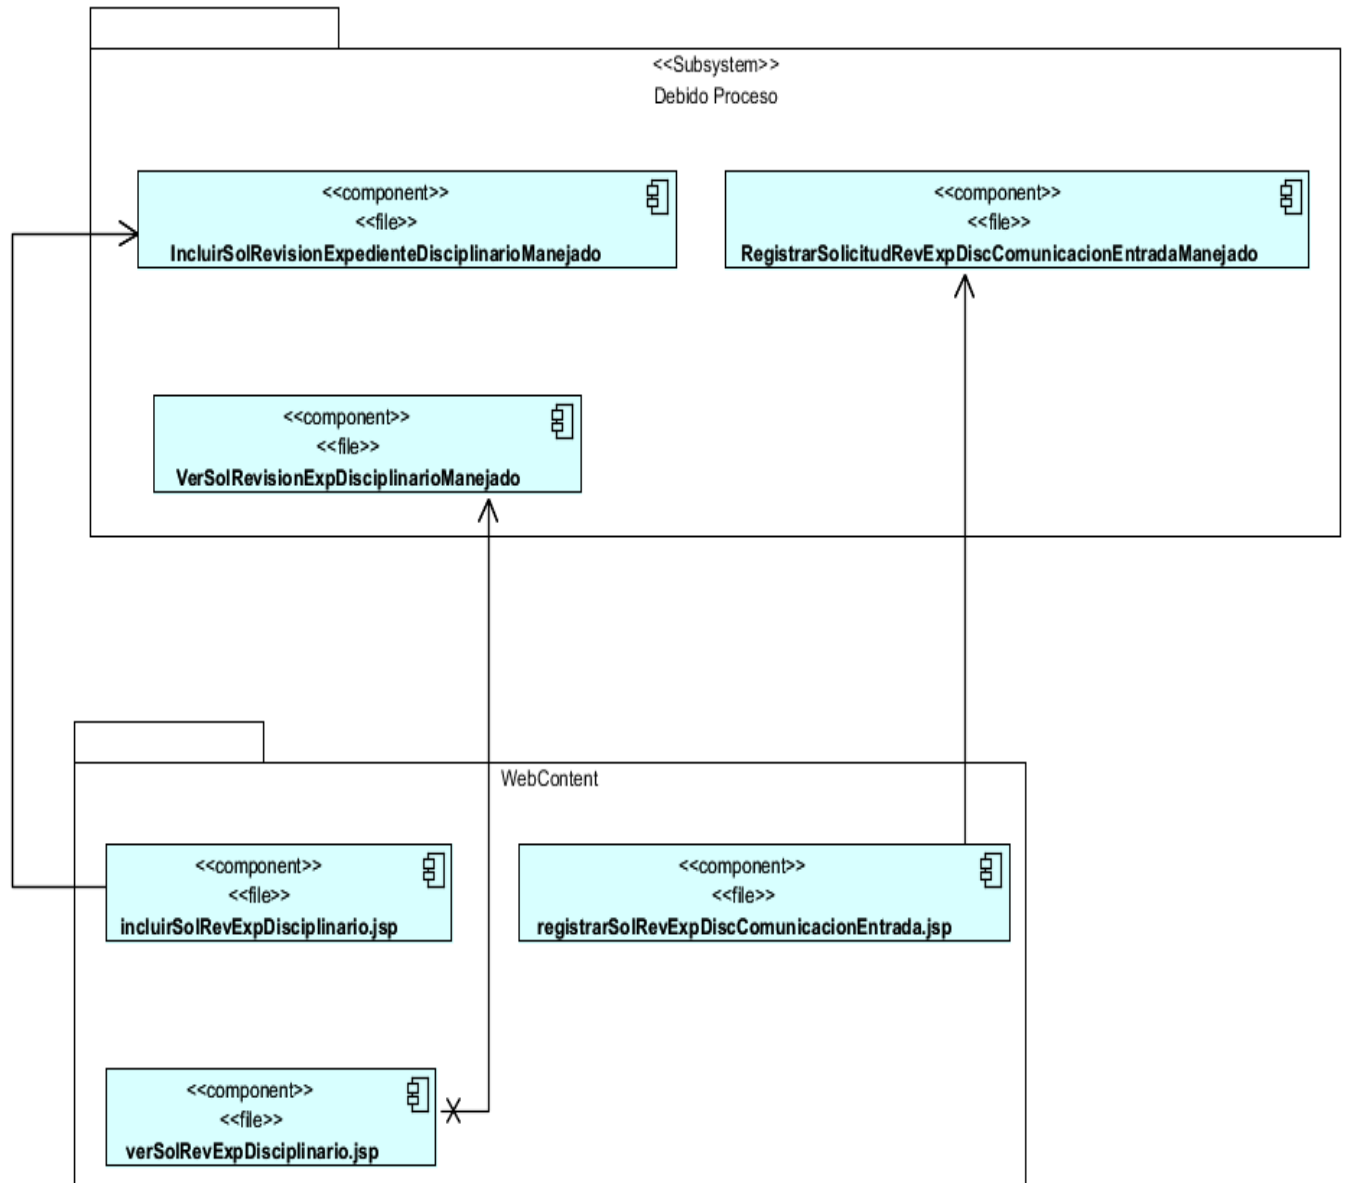 <<Subsystem>>
Debido Proceso
<<component>>
<<file>>
IncluirSolRevisionExpedienteDisciplinarioManejado
<<component>>
<<file>>
RegistrarSolicitudRevExpDiscComunicacionEntradaManejado
<<component>>
<<file>>
VerSolRevisionExpDisciplinarioManejado
WebContent
<<component>>
<<file>>
incluirSolRevExpDisciplinario.jsp
<<component>>
<<file>>
registrarSolRevExpDiscComunicacionEntrada.jsp
<<component>>
<<file>>
verSolRevExpDisciplinario.jsp